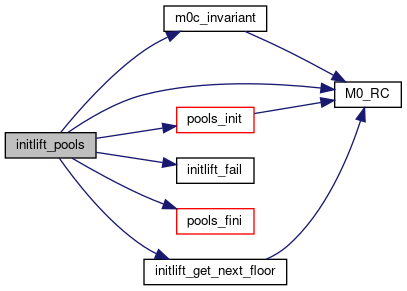 m0c_invariant
M0_RC
pools_init
initlift_pools
initlift_fail
pools_fini
initlift_get_next_floor